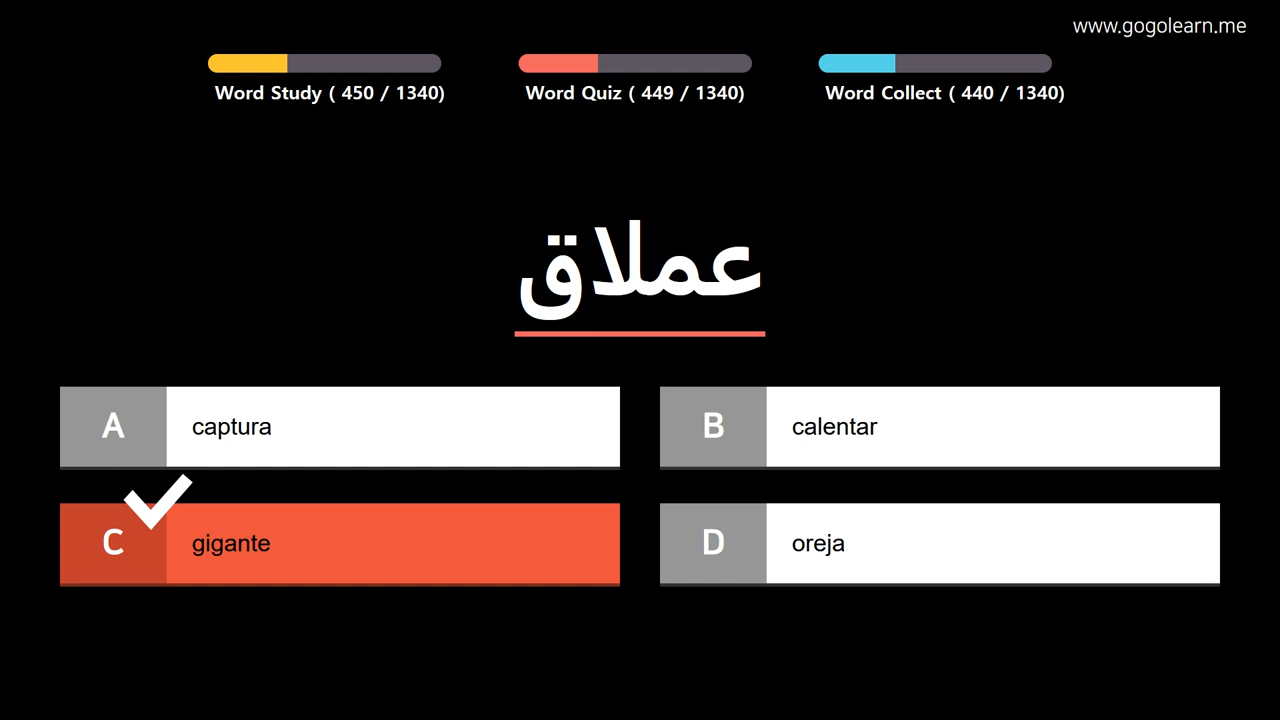 www.gogolearn.me
Word Study ( 450 / 1340)
Word Quiz ( 449 / 1340)
Word Collect ( 440 / 1340)
عملاق
A captura
B calentar
C gigante
D oreja